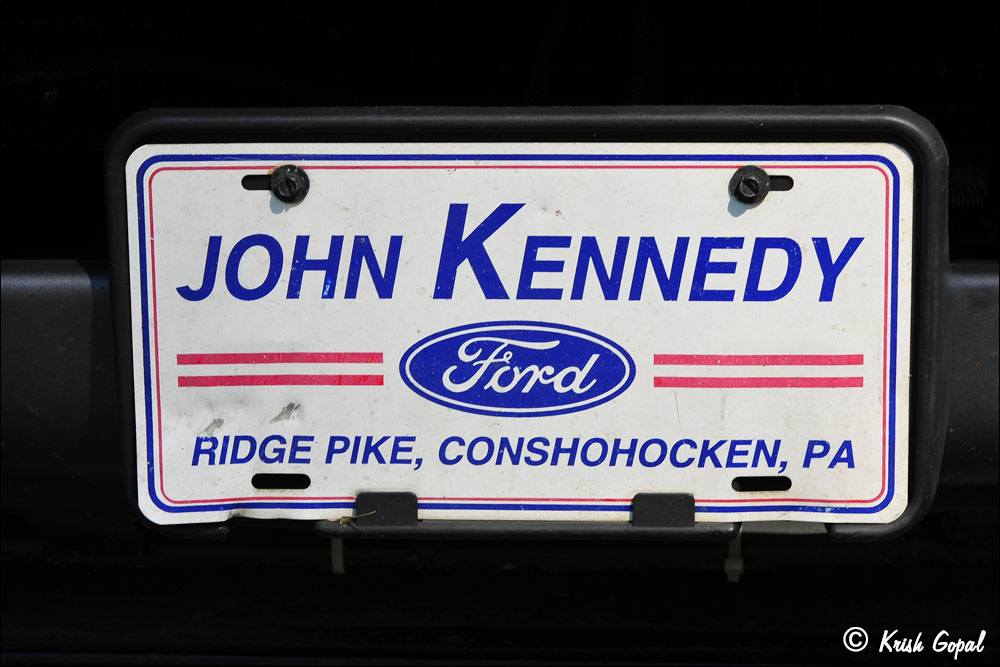 JOHN KENNEDY
Ford
RIDGE PIKE, CONSHOHOCKEN, PA
© Krish Gopal